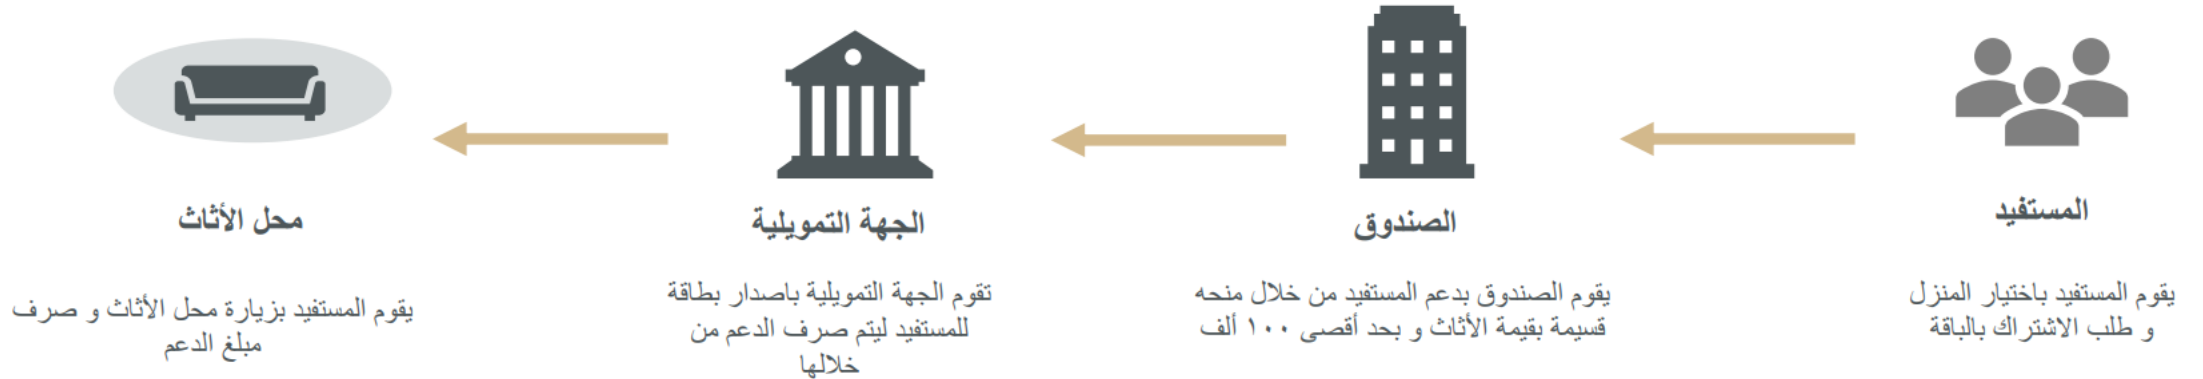 المستفيد
يقوم المستفيد باختيار المنزل
و طلب الاشتراك بالباقة
الصندوق
يقوم الصندوق بدعم المستفيد من خلال منحه
قسيمة بقيمة الأثاث و بحد أقصى ١٠٠ ألف
الجهة التمويلية
تقوم الجهة التمويلية باصدار بطاقة
للمستفيد ليتم صرف الدعم من
خلالها
محل الأثاث
يقوم المستفيد بزيارة محل الأثاث و صرف
مبلغ الدعم